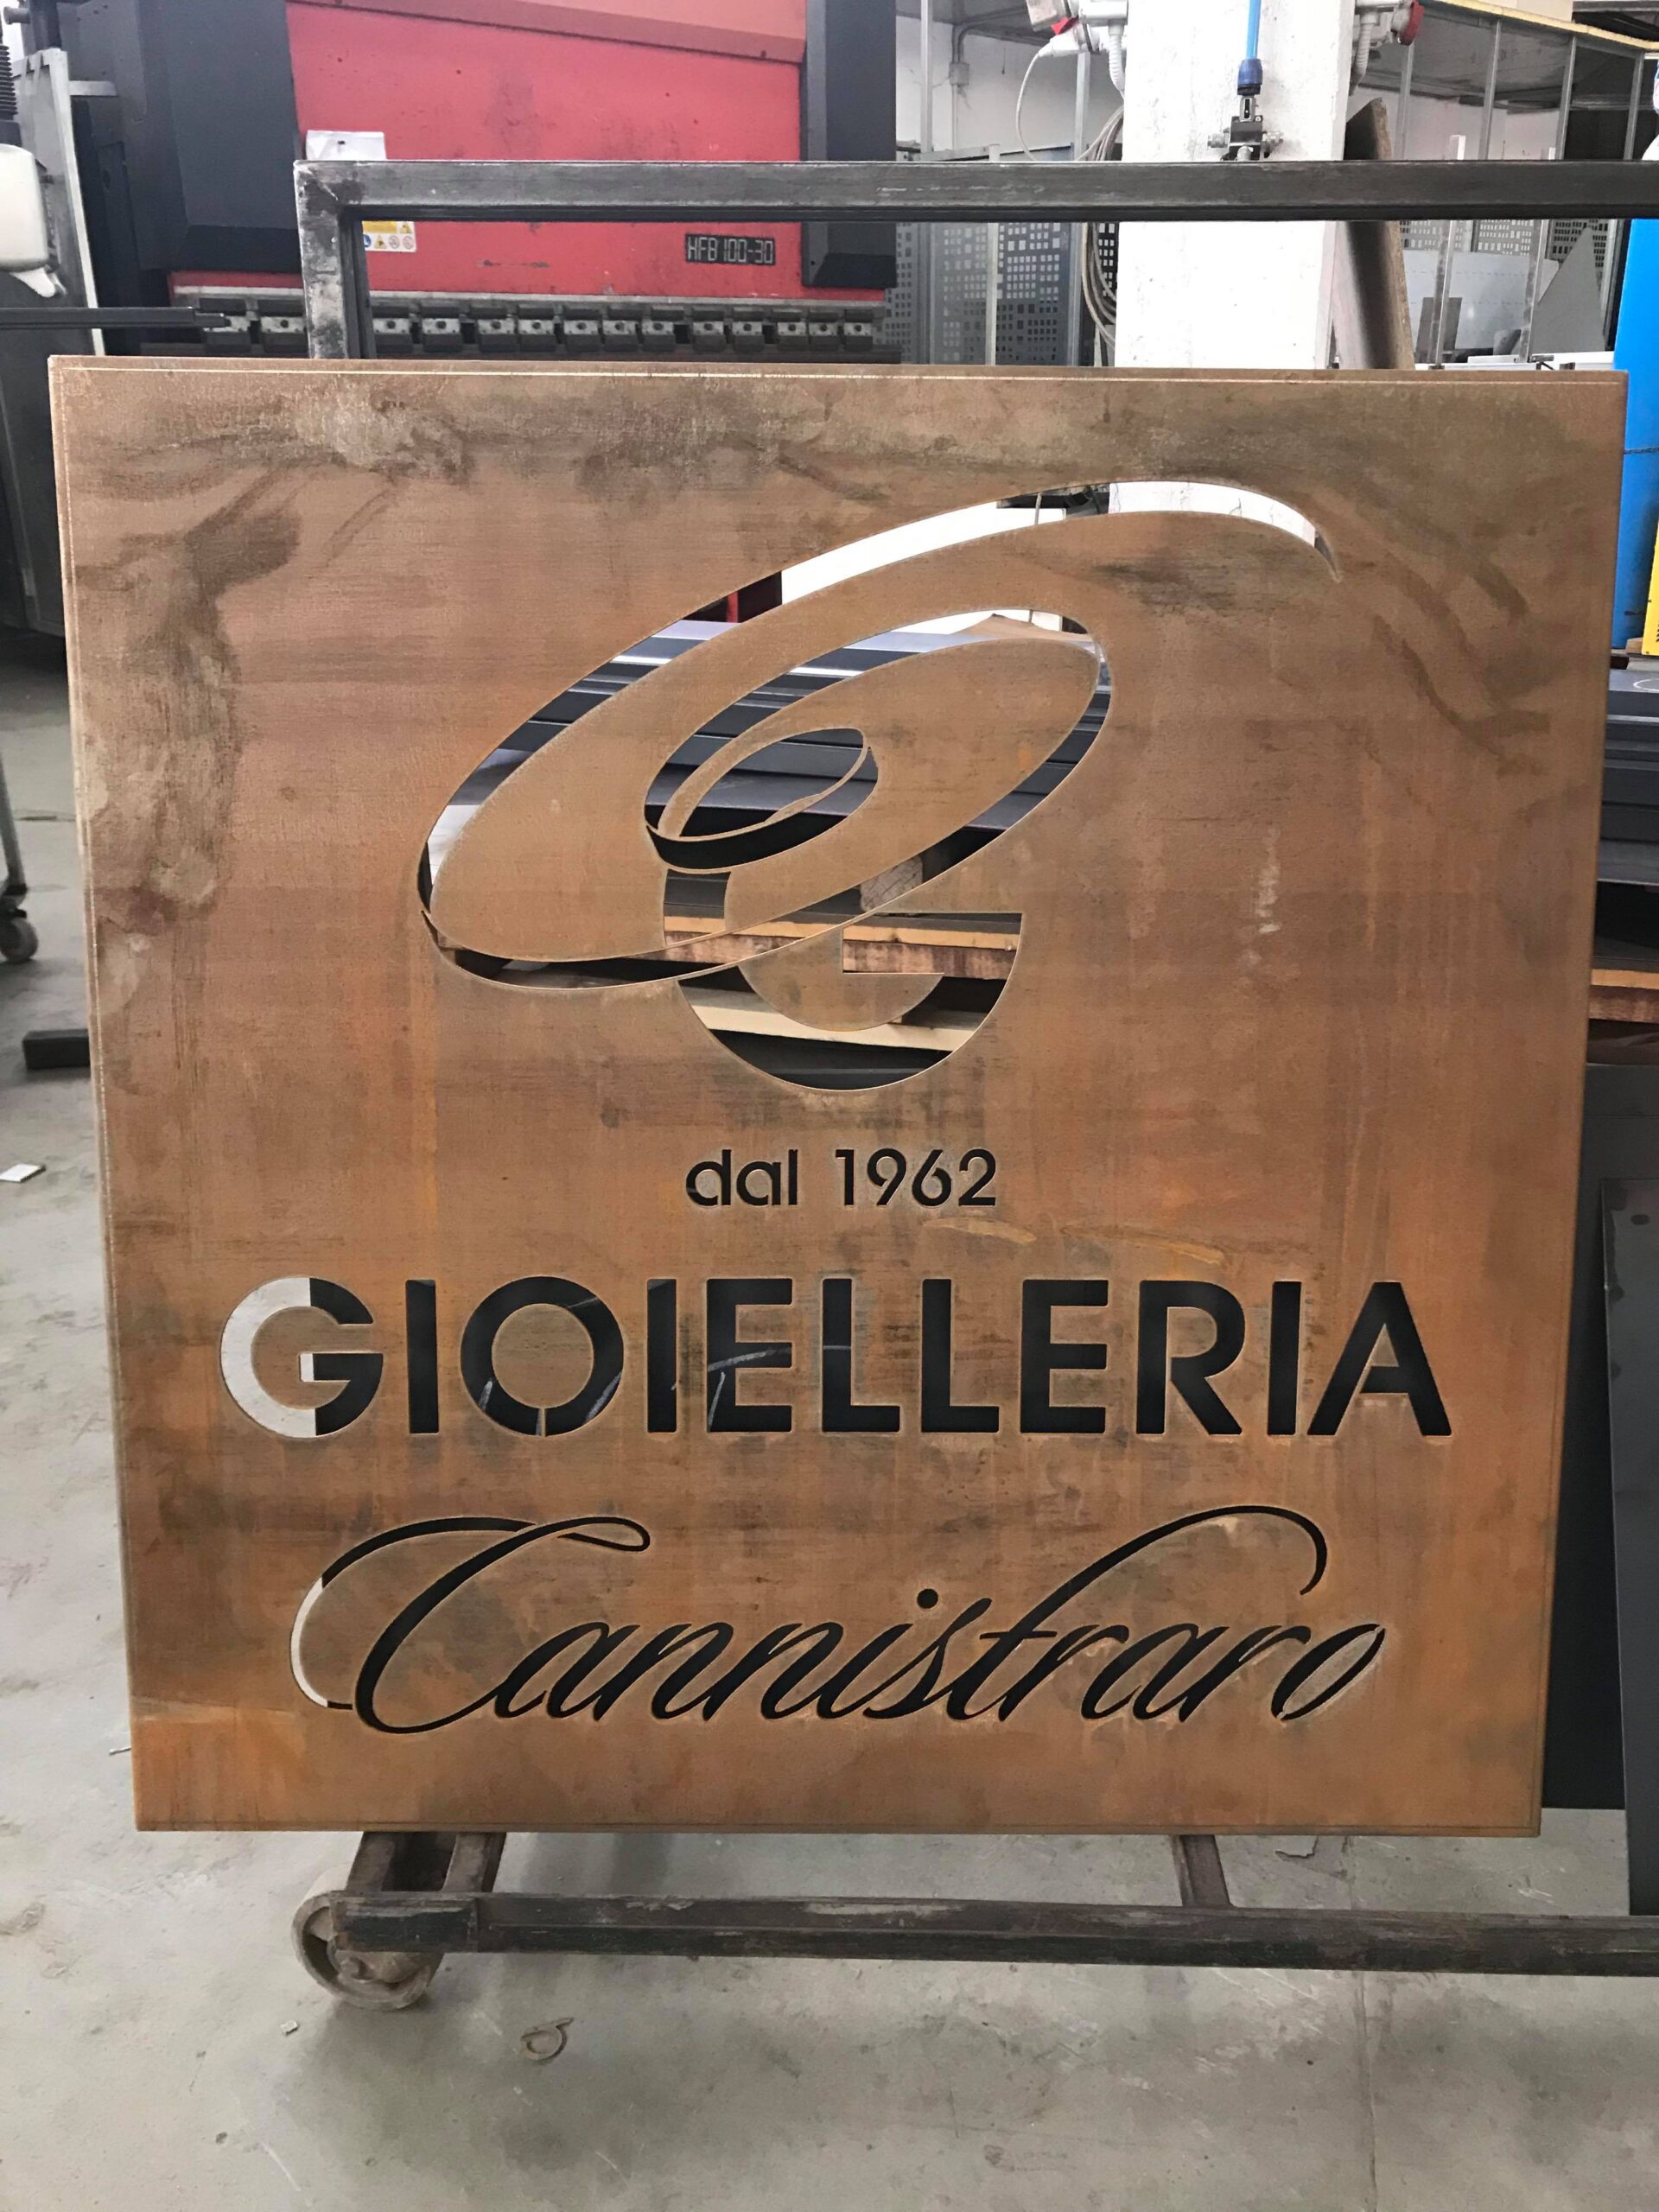 HFB 100-30
dal 1962
GIOIELLERIA
Cannistraro